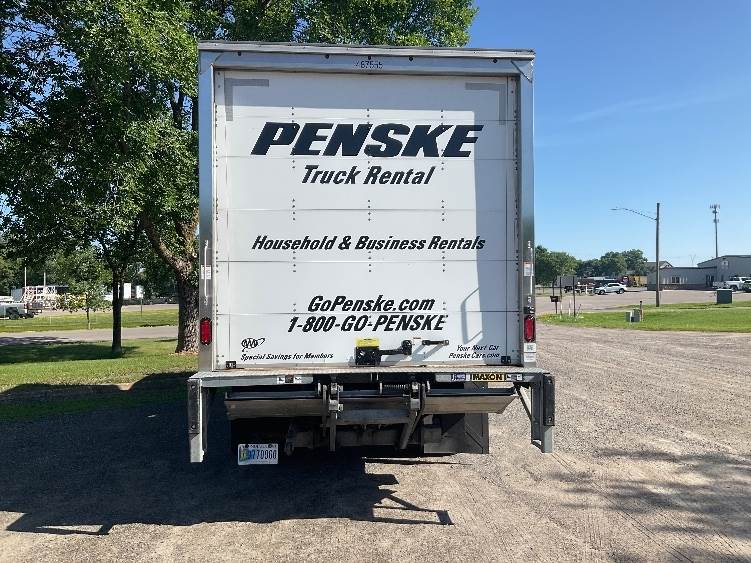 PENSKE
Truck Rental
Household & Business Rentals
GoPenske.com
1-800-GO-PENSKE
AAA
Special Savings for Members
Your Next Car
PenskeCars.com
MAXON